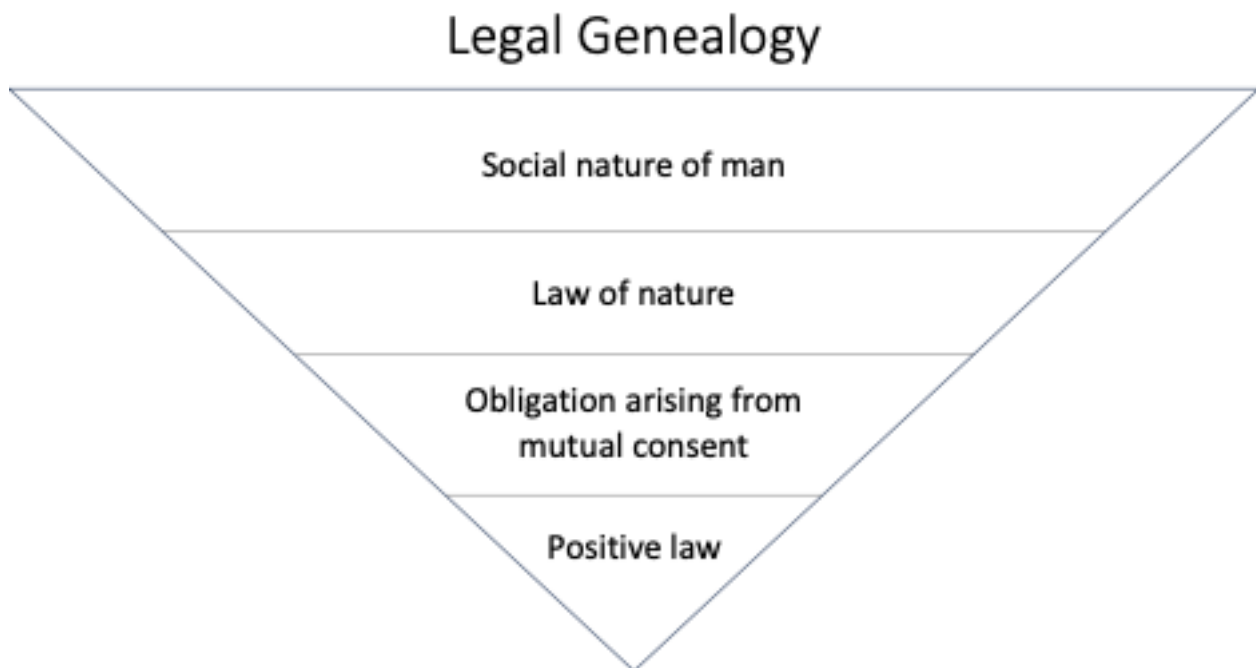 Legal Genealogy
Social nature of man
Law of nature
Obligation arising from
mutual consent
Positive law